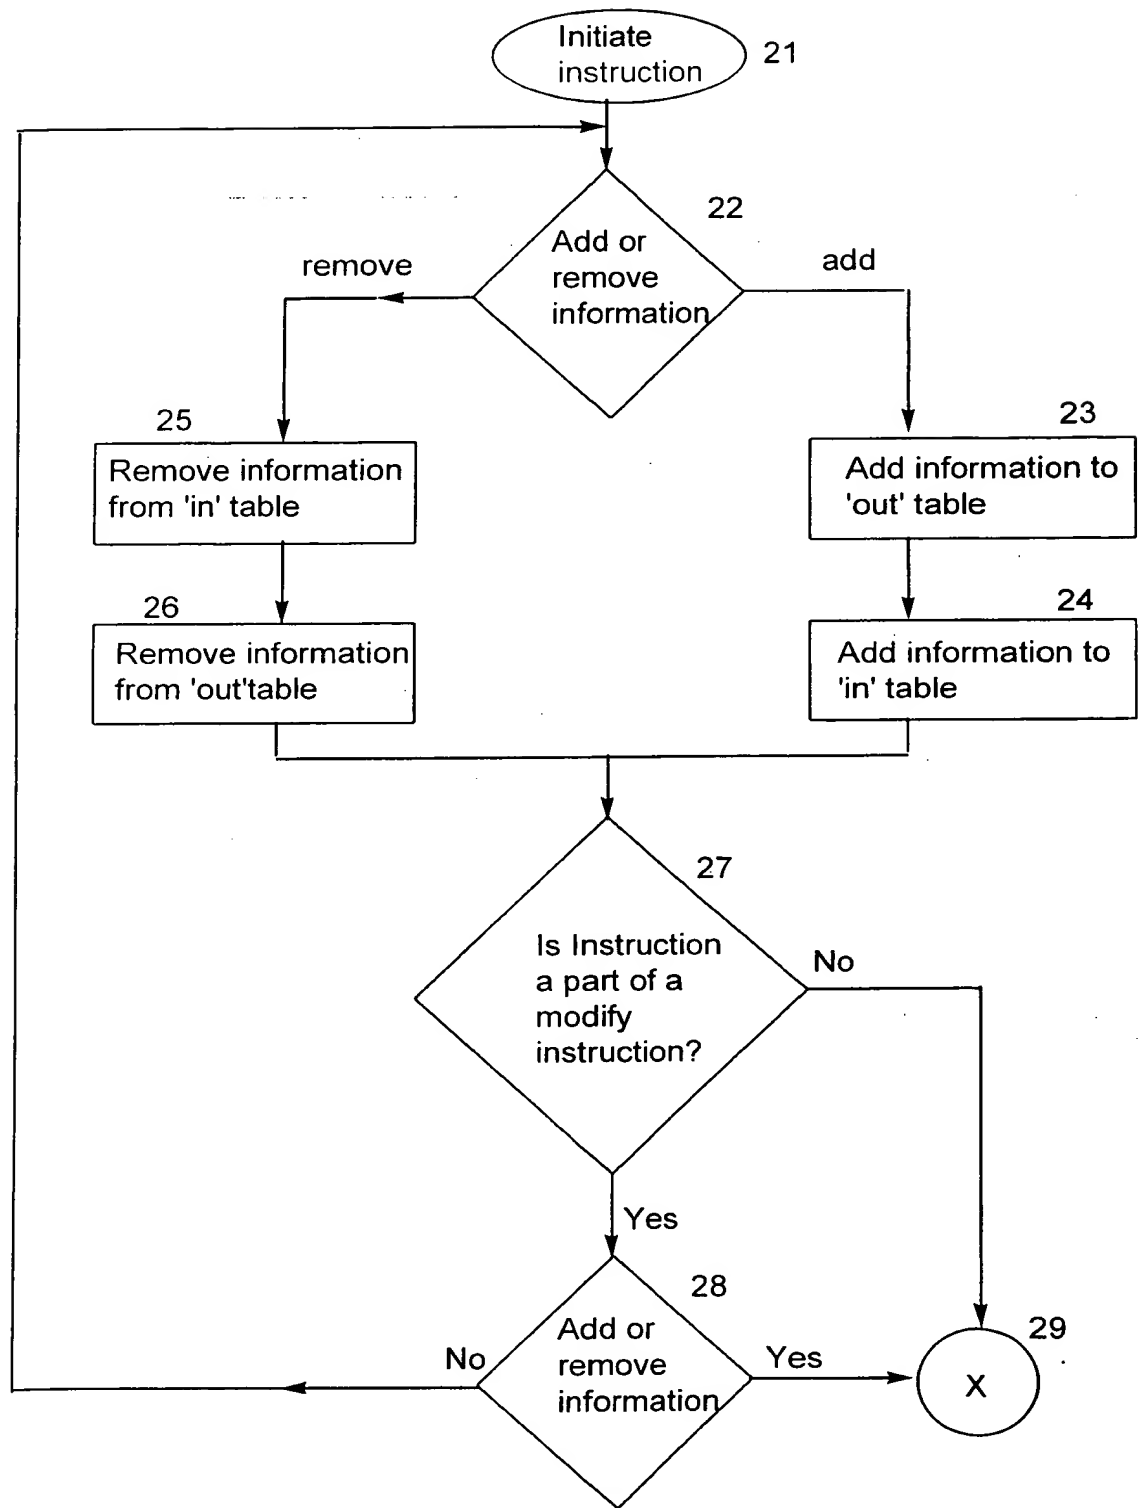 Initiate
instruction
21
22
Add or
remove
information
remove
add
25
Remove information
from 'in' table
23
Add information to
'out' table
26
Remove information
from 'out'table
24
Add information to
'in' table
27
Is Instruction
a part of a
modify
instruction?
No
Yes
28
Add or
remove
information
No
Yes
29
X